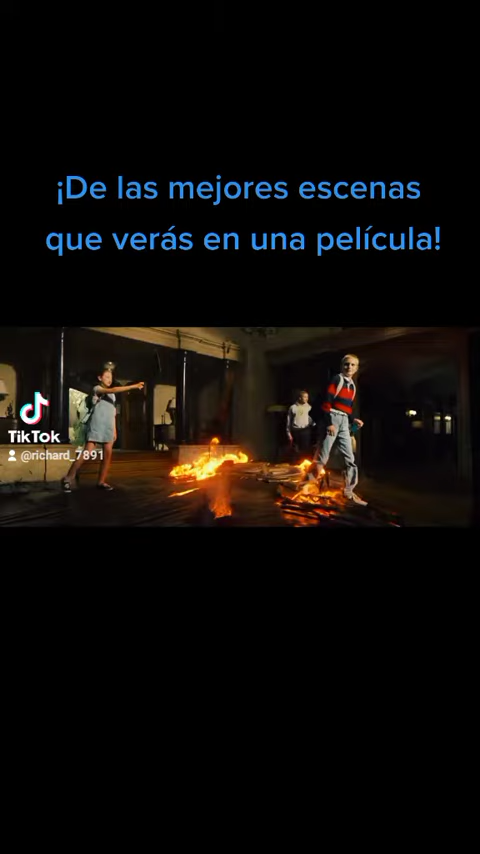 ¡De las mejores escenas
que verás en una película!
TikTok
@richard_7891